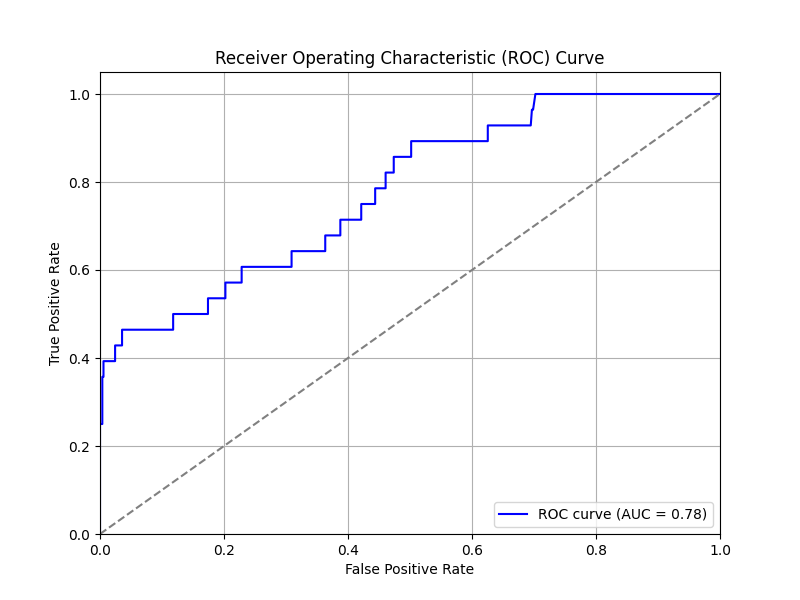 Receiver Operating Characteristic (ROC) Curve
1.0
0.8
0.6
0.4
0.2
0.0
True Positive Rate
ROC curve (AUC = 0.78)
0.0 0.2 0.4 0.6 0.8 1.0
False Positive Rate